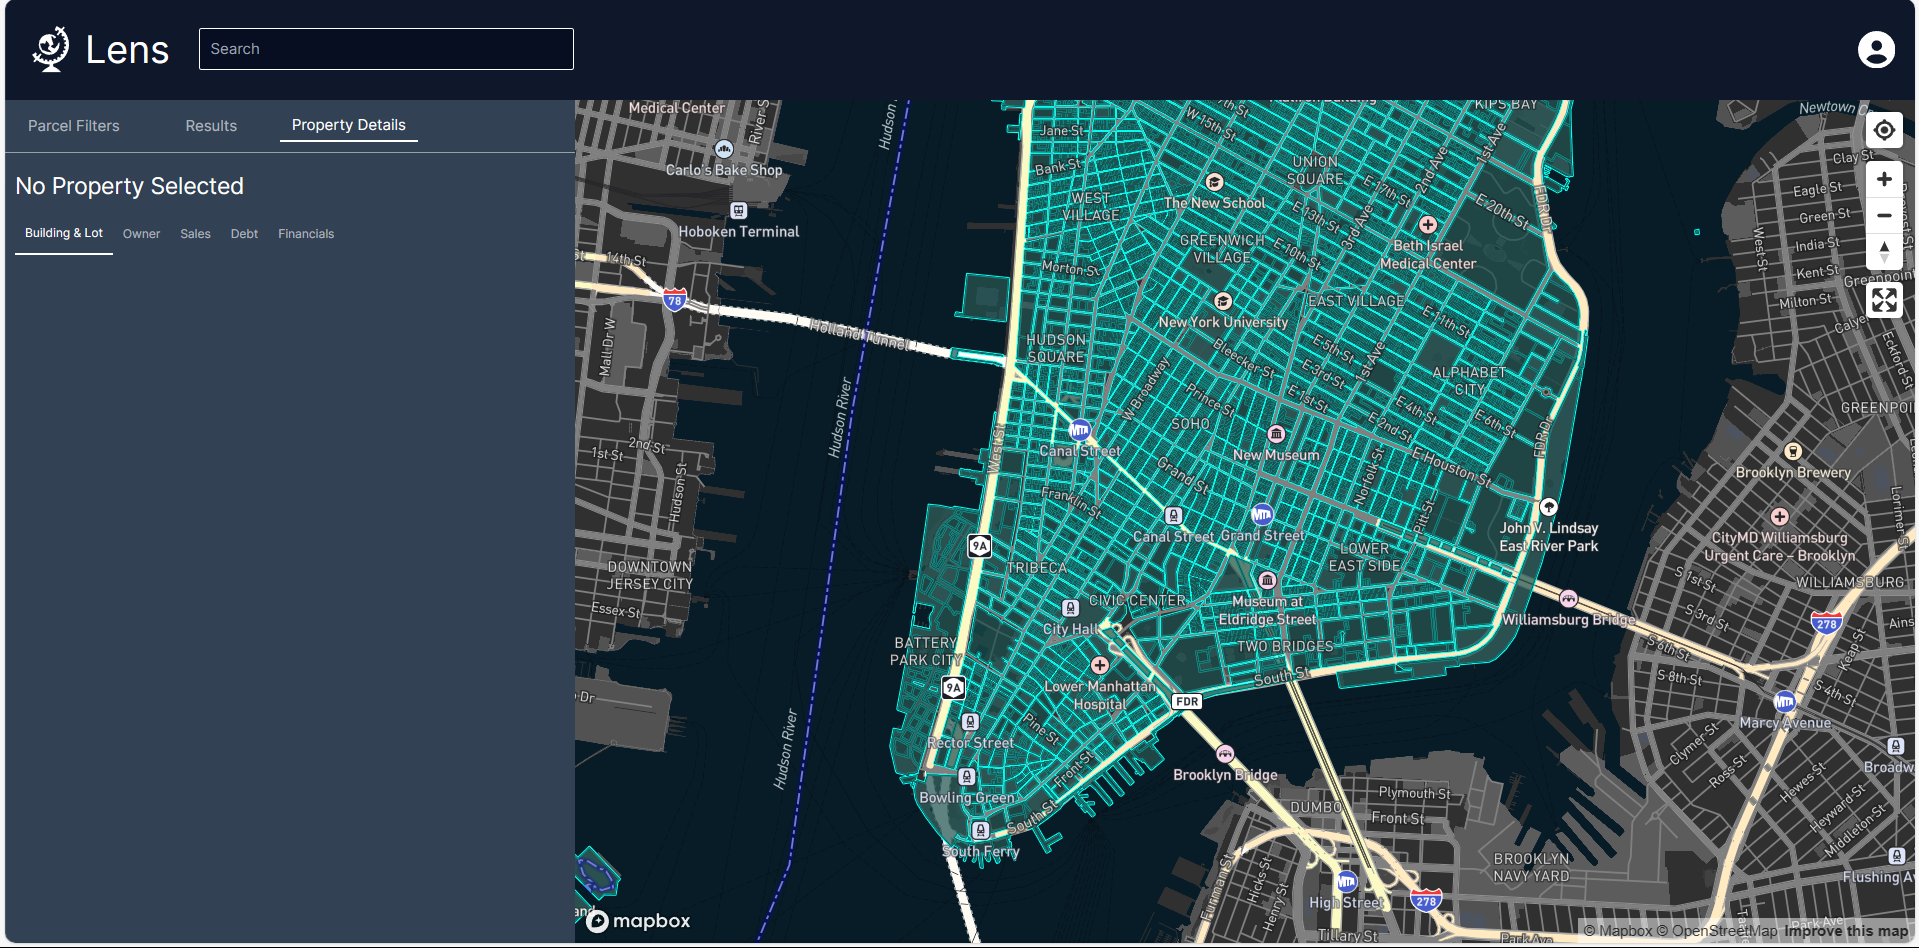 Lens
Search
Parcel Filters
Results
Property Details
No Property Selected
Building & Lot
Owner
Sales
Debt
Financials
Medical Center
River S
Carlo's Bake Shop
Hoboken Terminal
14th St
78
Holland Tunnel
Mall Dr W
2nd St
1st St
Hudson St
DOWNTOWN
JERSEY CITY
Essex St
Dr
Hudson
Hudson River
Hudson River
Jane St
Bank St
WEST
VILLAGE
Morton St
HUDSON
SQUARE
W 15th St
UNION
SQUARE
The New School
GREENWICH
VILLAGE
New York University
KIPS BAY
1st Ave
2nd Ave
3rd Ave
E 17th St
E 20th St
E 13th St
E 10th St
Beth Israel
Medical Center
EAST VILLAGE
E 11th St
FDR Dr
Bleecker St
E 5th St
E 3rd St
E 1st St
1st Ave
ALPHABET
CITY
E 4th St
E 6th St
E 2nd St
E Houston St
W Broadway
Prince St
SOHO
New Museum
Norfolk St
Pitt St
FDR Dr
West St
Canal Street
Grand St
Franklin St
Canal Street
Grand Street
John V. Lindsay
East River Park
9A
TRIBECA
LOWER
EAST SIDE
CIVIC CENTER
Museum at
Eldridge Street
City Hall
Williamsburg Bridge
BATTERY
PARK CITY
TWO BRIDGES
South St
9A
Lower Manhattan
Hospital
FDR
Rector Street
Pine St
Front St
Bowling Green
South St
South Ferry
Brooklyn Bridge
DUMBO
Plymouth St
Front St
BROOKLYN
NAVY YARD
Furman St
Hicks St
Henry St
High Street
278
Tillary St
Park Ave
Newtown C
Clay St
Eagle St
Green St
India St
Kent St
Greenpoint
Milton St
Calye
West St
Eckford St
GREENPOI
Brooklyn Brewery
Lorimer S
CityMD Williamsburg
Urgent Care – Brooklyn
S 1st St
WILLIAMSBURG
S 3rd St
278
Ains
Keap St
S 6th St
S 8th St
S 4th St
Marcy Avenue
Clymer St
Ross St
Hewes St
Broadw
Heyward St
Middleton St
Flushing A
Park Ave
mapbox
© Mapbox © OpenStreetMap Improve this map